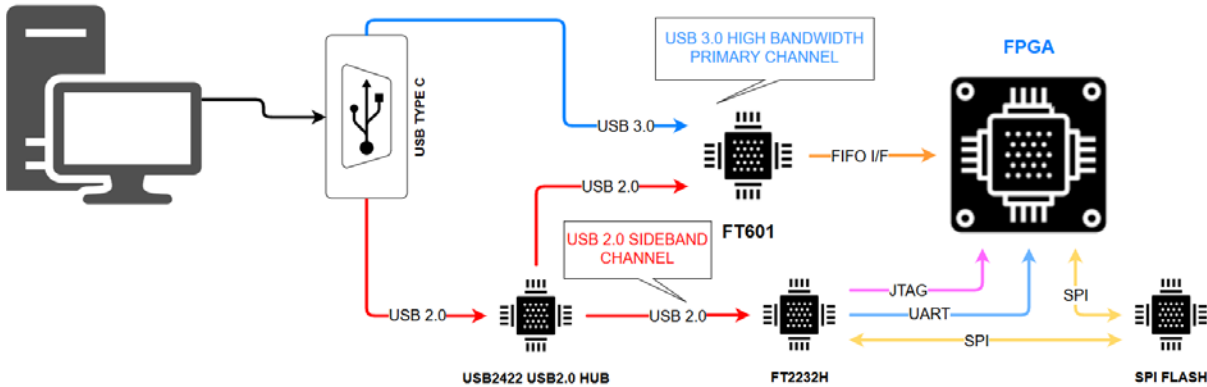 USB 3.0 HIGH BANDWIDTH
PRIMARY CHANNEL
FPGA
USB TYPE C
USB 3.0
FIFO I/F
USB 2.0
FT601
USB 2.0 SIDEBAND
CHANNEL
JTAG
SPI
USB 2.0
USB 2.0
UART
SPI
USB2422 USB2.0 HUB
FT2232H
SPI FLASH